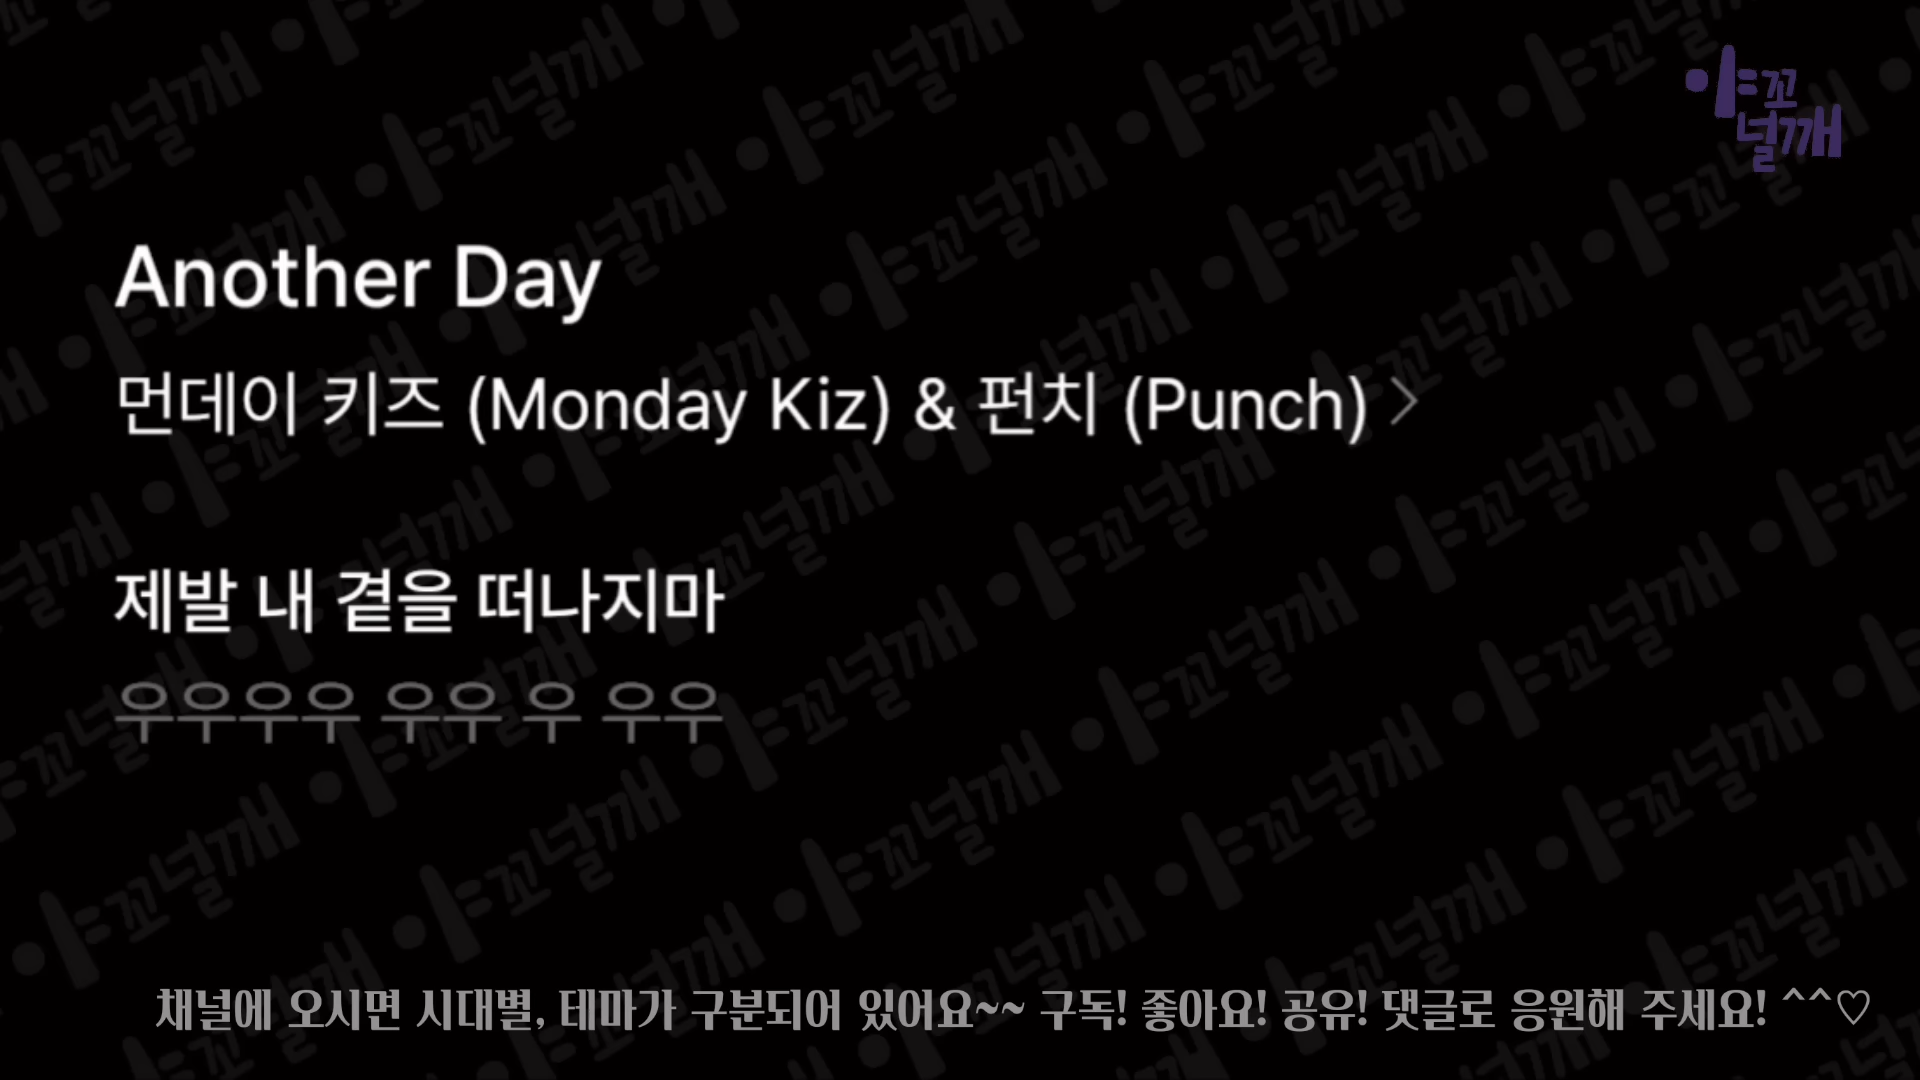 야꼬
널깨
Another Day
먼데이 키즈 (Monday Kiz) & 펀치 (Punch) >
제발 내 곁을 떠나지마
우우우우 우우 우 우우
채널에 오시면 시대별, 테마가 구분되어 있어요~~ 구독! 좋아요! 공유! 댓글로 응원해 주세요! ^^♡